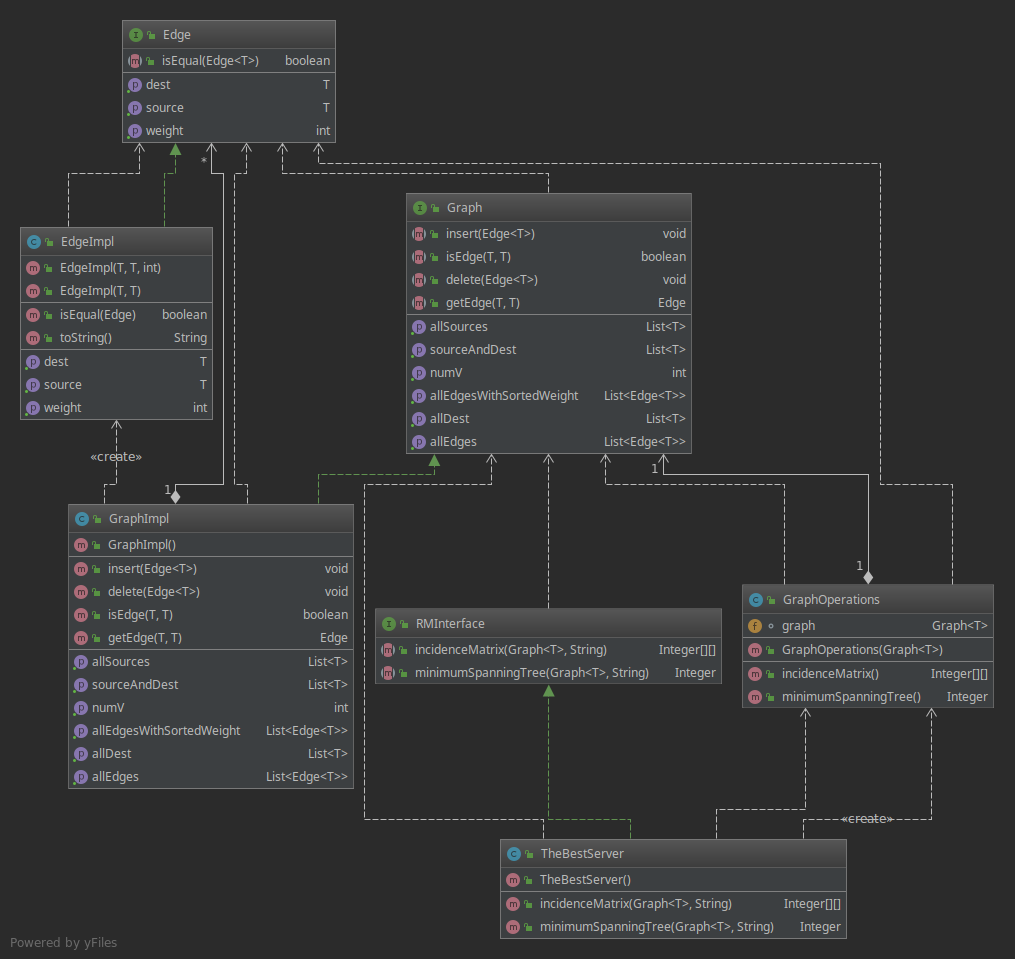 Edge
isEqual(Edge<T>) boolean
dest T
source T
weight int
*
Graph
insert(Edge<T>) void
isEdge(T, T) boolean
delete(Edge<T>) void
getEdge(T, T) Edge
allSources List<T>
sourceAndDest List<T>
numV int
allEdgesWithSortedWeight List<Edge<T>>
allDest List<T>
allEdges List<Edge<T>>
EdgeImpl
EdgeImpl(T, T, int)
EdgeImpl(T, T)
isEqual(Edge) boolean
toString() String
dest T
source T
weight int
«create»
1
1
1
GraphImpl
GraphImpl()
insert(Edge<T>) void
delete(Edge<T>) void
isEdge(T, T) boolean
getEdge(T, T) Edge
allSources List<T>
sourceAndDest List<T>
numV int
allEdgesWithSortedWeight List<Edge<T>>
allDest List<T>
allEdges List<Edge<T>>
RMInterface
incidenceMatrix(Graph<T>, String) Integer[][]
minimumSpanningTree(Graph<T>, String) Integer
GraphOperations
graph Graph<T>
GraphOperations(Graph<T>)
incidenceMatrix() Integer[][]
minimumSpanningTree() Integer
«create»
TheBestServer
TheBestServer()
incidenceMatrix(Graph<T>, String) Integer[][]
minimumSpanningTree(Graph<T>, String) Integer
Powered by yFiles